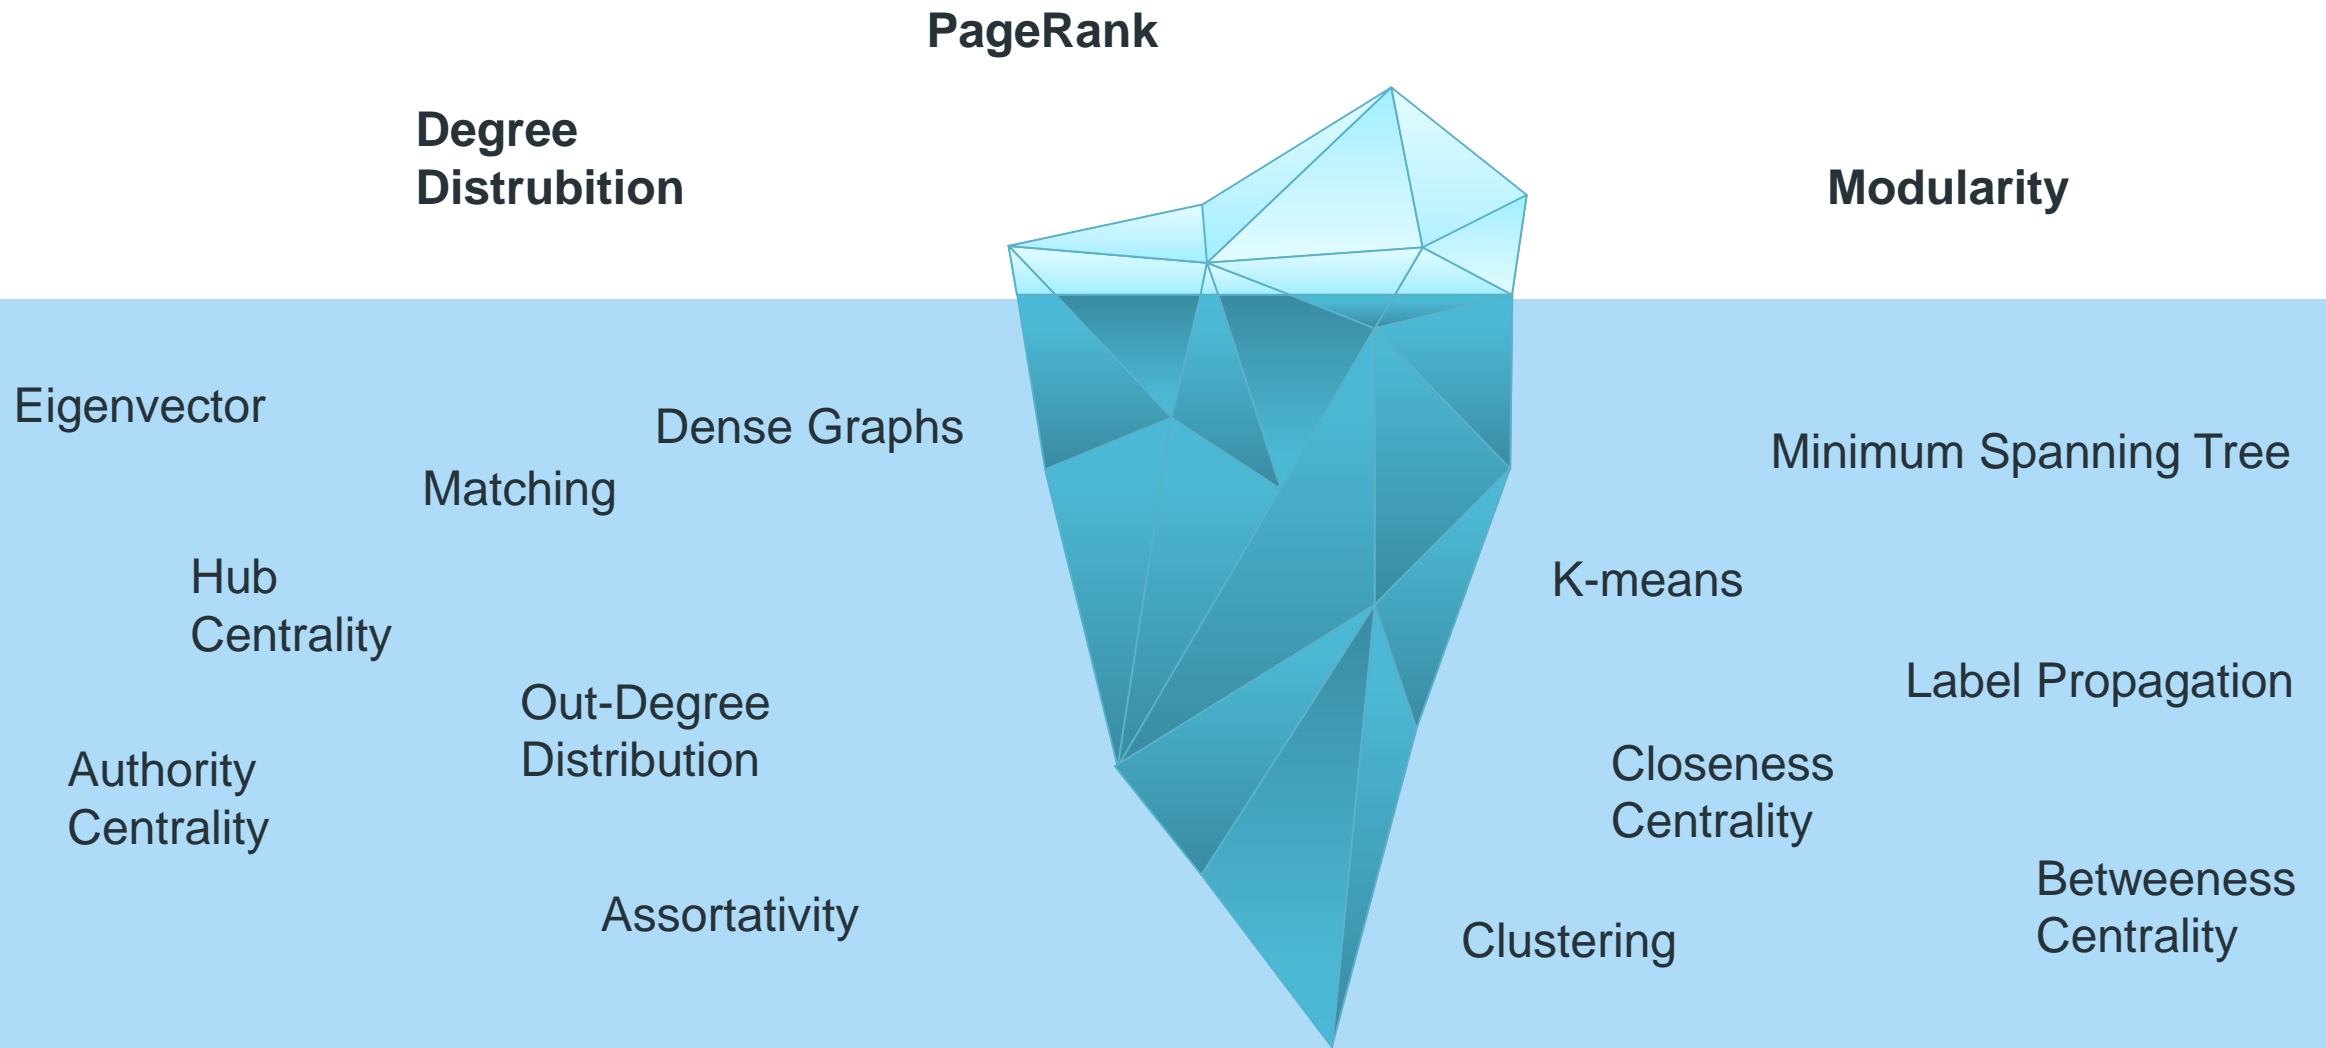 PageRank
Degree
Distrubition
Modularity
Eigenvector
Dense Graphs
Matching
Minimum Spanning Tree
Hub
Centrality
K-means
Out-Degree
Distribution
Label Propagation
Authority
Centrality
Closeness
Centrality
Assortativity
Clustering
Betweeness
Centrality